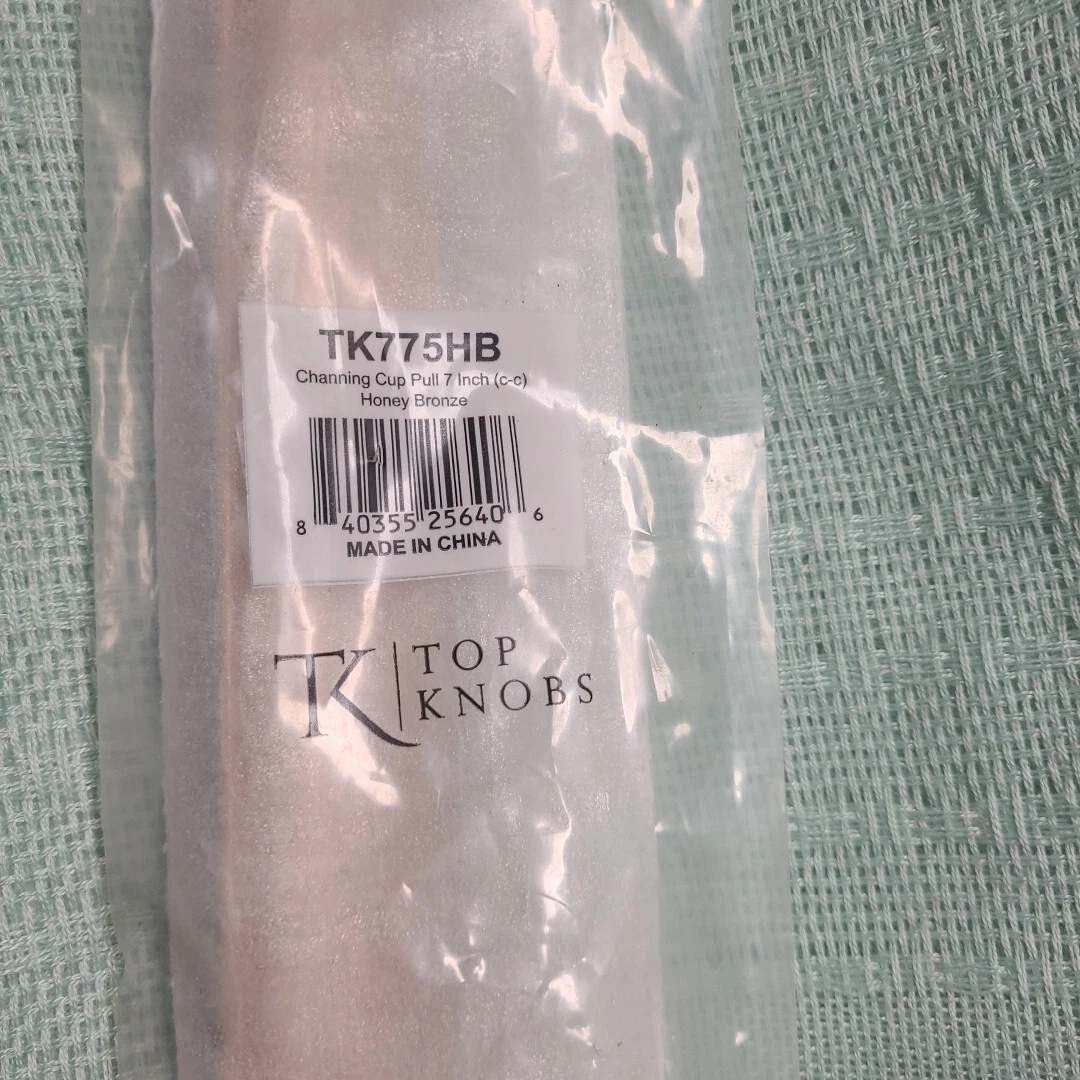 TK775HB
Channing Cup Pull 7 Inch (c-c)
Honey Bronze
8 40355 25640 6
MADE IN CHINA
TK TOP
KNOBS